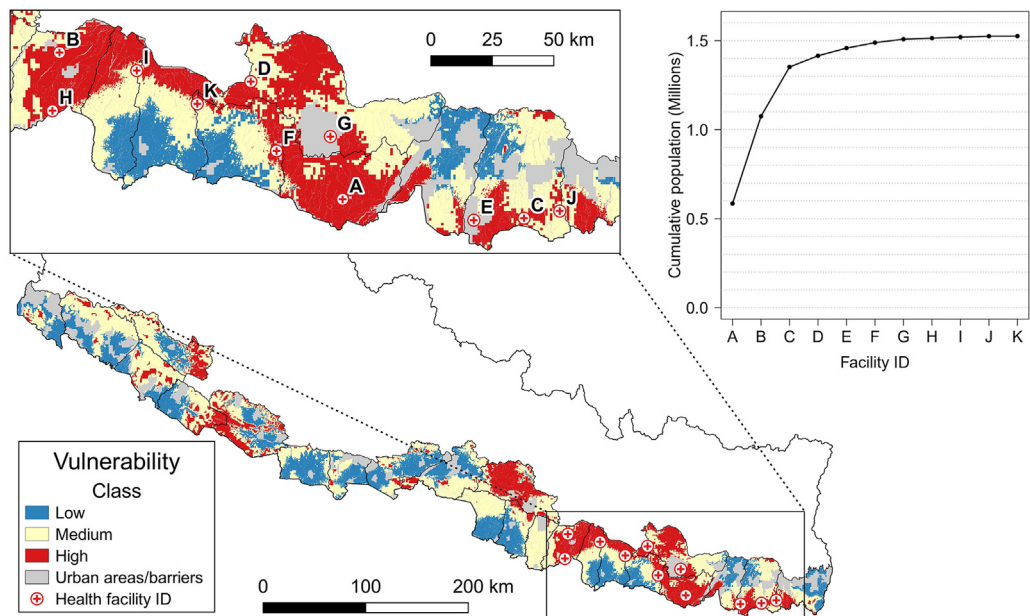 B
I
D
K
H
F
G
A
E
C
J
0 25 50 km
Cumulative population (Millions)
1.5
1.0
0.5
0.0
A B C D E F G H I J K
Facility ID
Vulnerability
Class
Low
Medium
High
Urban areas/barriers
Health facility ID
0 100 200 km